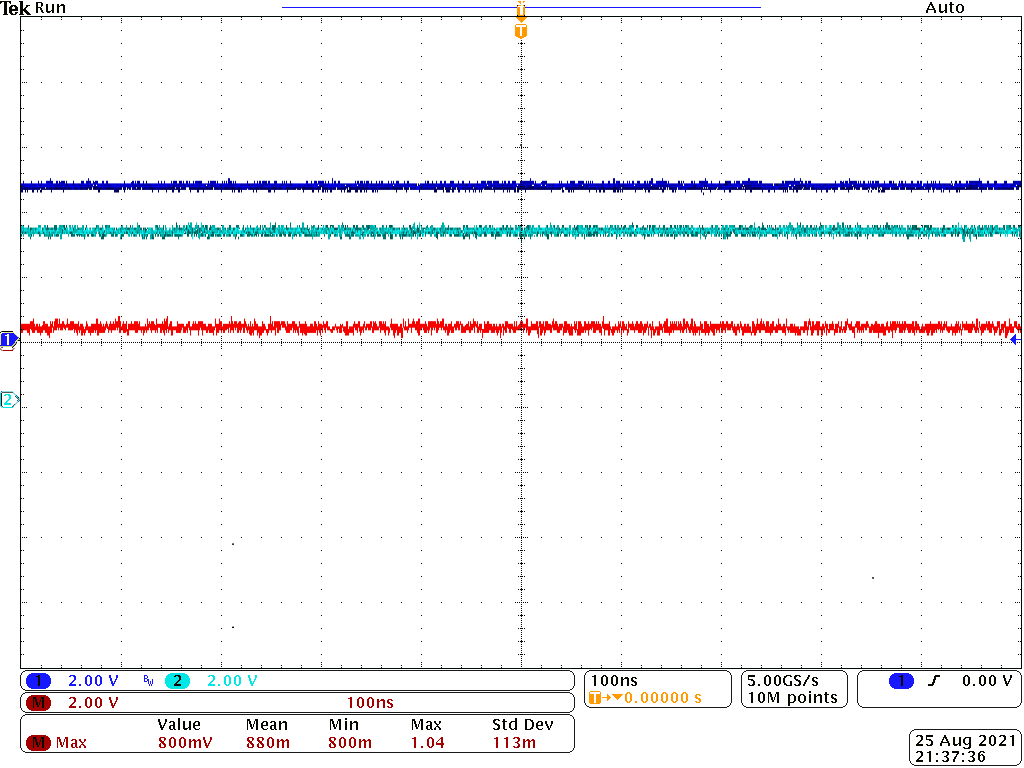 Tek Run Auto
T
T
1
2
1 2.00 V BW 2 2.00 V
M 2.00 V 100ns
Value Mean Min Max Std Dev
M Max 800mV 880m 800m 1.04 113m
100ns
T→▼0.00000 s
5.00GS/s
10M points
1 0.00 V
25 Aug 2021
21:37:36